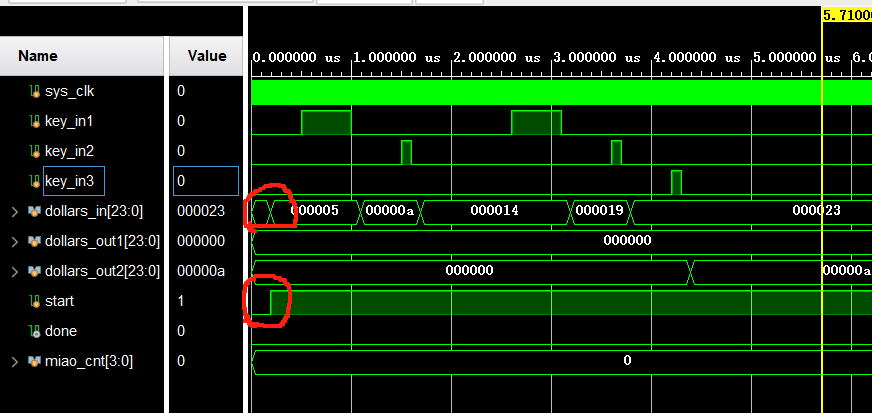 5.71000
Name Value
0.000000 us 1.000000 us 2.000000 us 3.000000 us 4.000000 us 5.000000 us 6.0
sys_clk 0
key_in1 0
key_in2 0
key_in3 0
dollars_in[23:0] 000023 000005 00000a 000014 000019 000023
dollars_out1[23:0] 000000 000000
dollars_out2[23:0] 00000a 000000 00000a
start 1
done 0
miao_cnt[3:0] 0 0